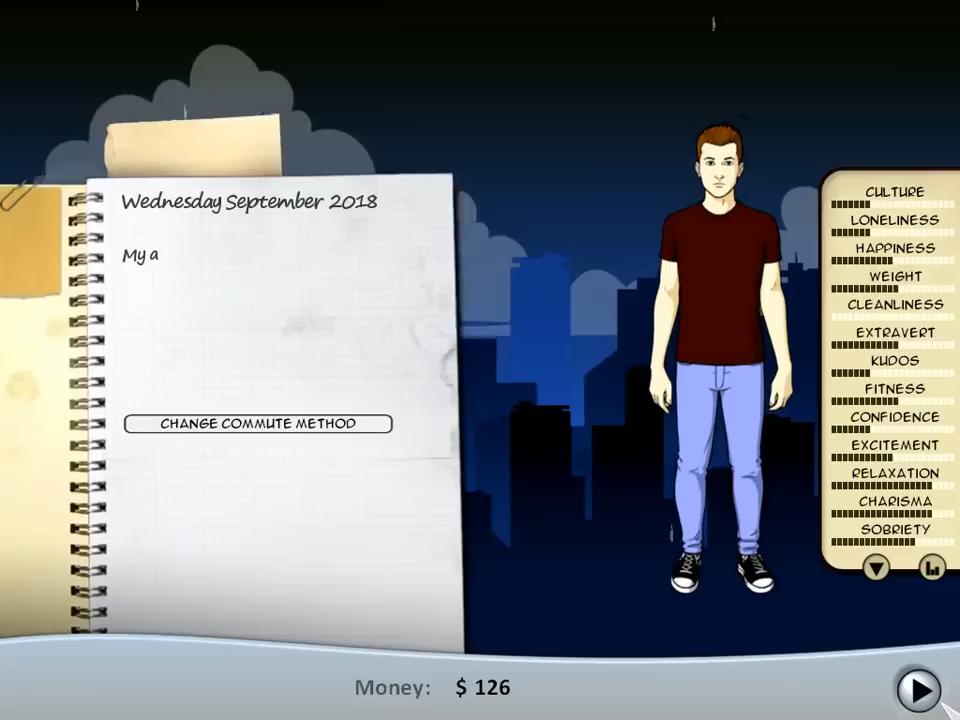 Wednesday September 2018
My a
CHANGE COMMUTE METHOD
CULTURE
LONELINESS
HAPPINESS
WEIGHT
CLEANLINESS
EXTRAVERT
KUDOS
FITNESS
CONFIDENCE
EXCITEMENT
RELAXATION
CHARISMA
SOBRIETY
Money: $ 126